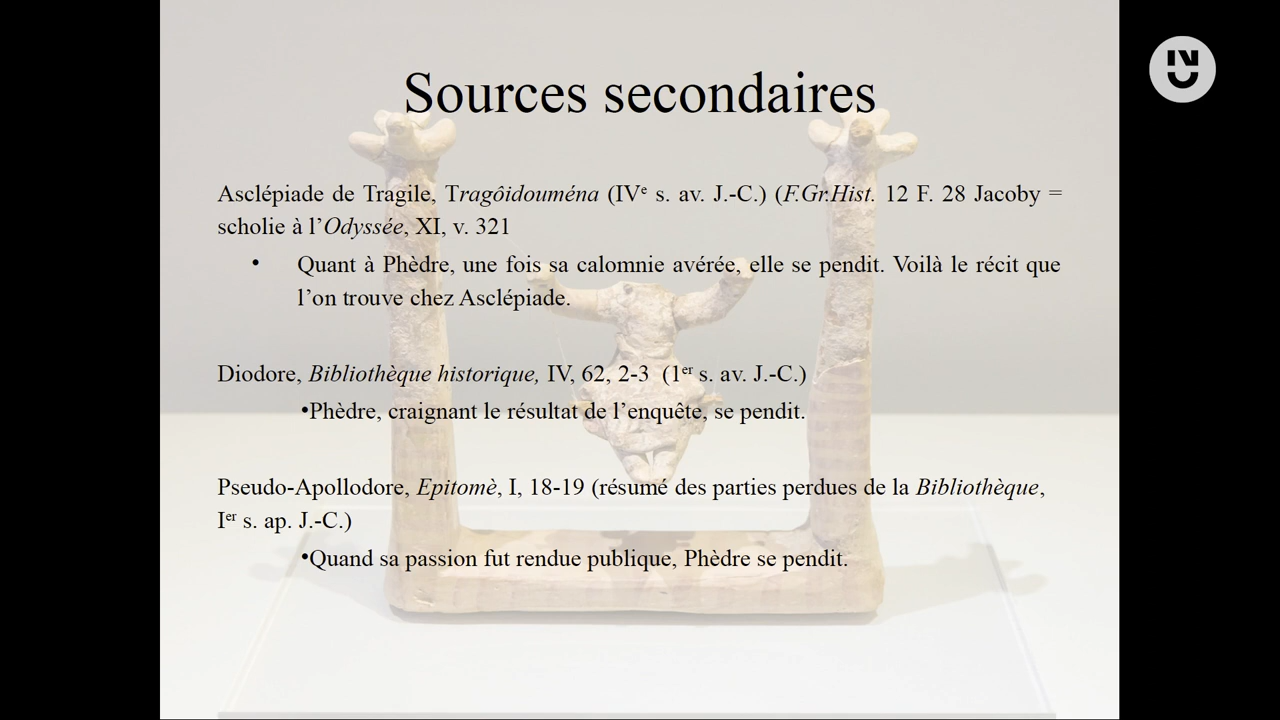 Sources secondaires
Asclépiade de Tragile, Tragôidouména (IVe s. av. J.-C.) (F.Gr.Hist. 12 F. 28 Jacoby =
scholie à l’Odyssée, XI, v. 321
• Quant à Phèdre, une fois sa calomnie avérée, elle se pendit. Voilà le récit que
l’on trouve chez Asclépiade.
Diodore, Bibliothèque historique, IV, 62, 2-3 (1er s. av. J.-C.)
•Phèdre, craignant le résultat de l’enquête, se pendit.
Pseudo-Apollodore, Epitomè, I, 18-19 (résumé des parties perdues de la Bibliothèque,
Ier s. ap. J.-C.)
•Quand sa passion fut rendue publique, Phèdre se pendit.